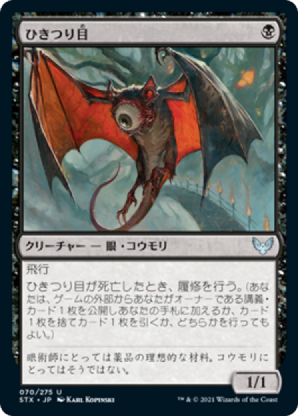 ひきつり目
クリーチャー ― 眼・コウモリ
飛行
ひきつり目が死亡したとき、履修を行う。（あな
たは、ゲームの外部からあなたがオーナーである講義・
カード１枚を公開しあなたの手札に加えるか、カード
１枚を捨てカード１枚を引くか、どちらかを行っても
よい。）
眼術師にとっては薬品の理想的な材料。コウモリに
とってはそうではない。
1/1
070/275 U
STX • JP KARL KOPINSKI
™ & © 2021 Wizards of the Coast